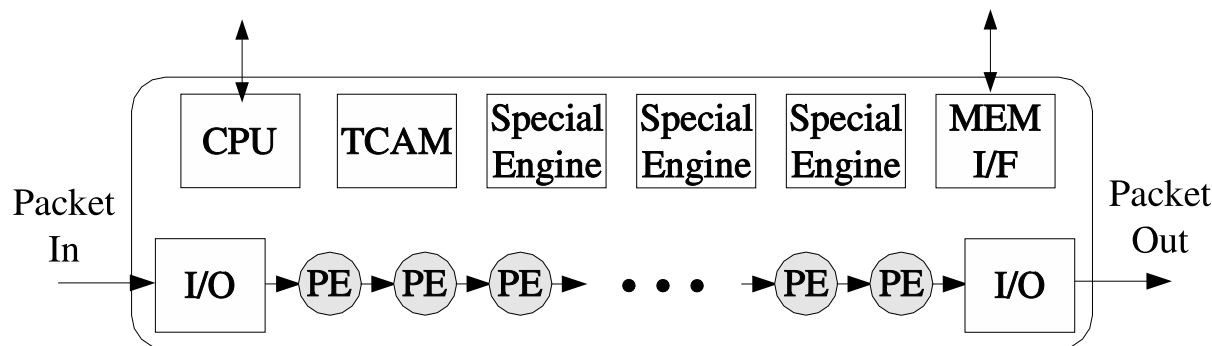 CPU
TCAM
Special
Engine
Special
Engine
Special
Engine
MEM
I/F
Packet
In
Packet
Out
I/O
PE
PE
PE
PE
PE
I/O